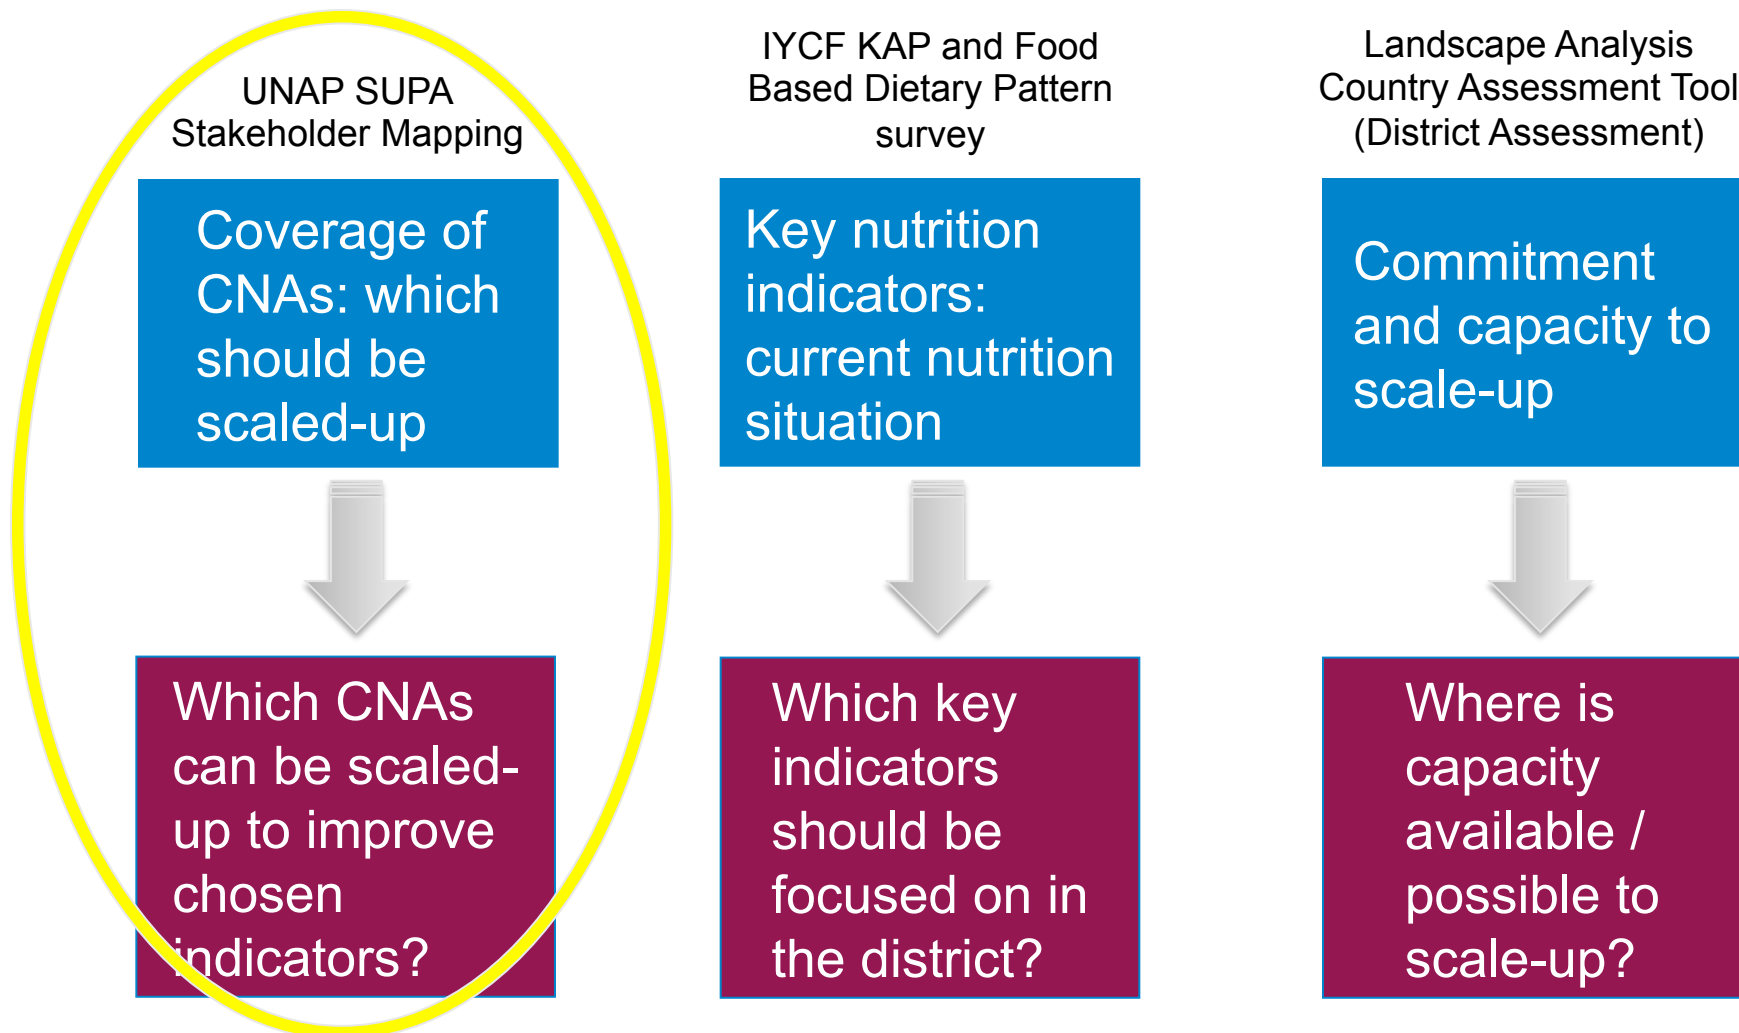 UNAP SUPA
Stakeholder Mapping
Coverage of
CNAs: which
should be
scaled-up
Which CNAs
can be scaled-
up to improve
chosen
indicators?
IYCF KAP and Food
Based Dietary Pattern
survey
Key nutrition
indicators:
current nutrition
situation
Which key
indicators
should be
focused on in
the district?
Landscape Analysis
Country Assessment Tool
(District Assessment)
Commitment
and capacity to
scale-up
Where is
capacity
available /
possible to
scale-up?